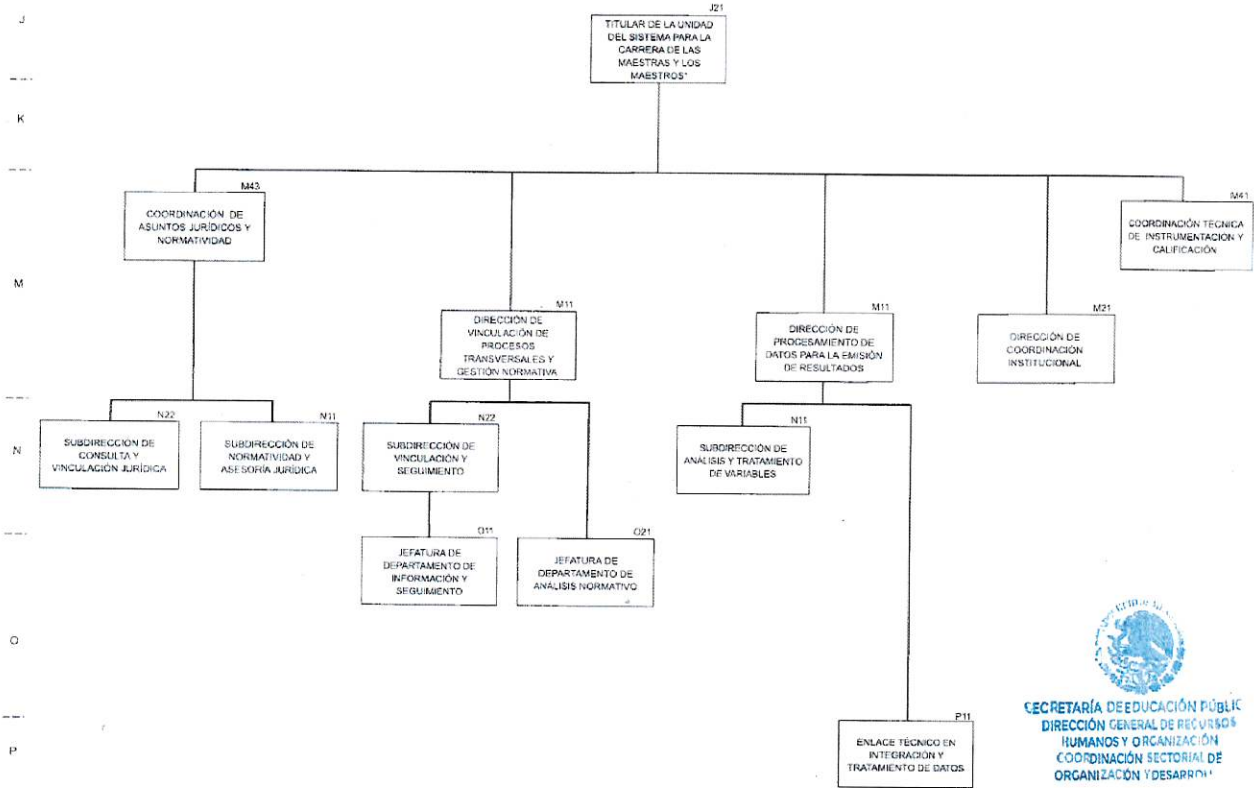 J
J21
TITULAR DE LA UNIDAD
DEL SISTEMA PARA LA
CARRERA DE LAS
MAESTRAS Y LOS
MAESTROS*
K
M43
COORDINACIÓN DE
ASUNTOS JURÍDICOS Y
NORMATIVIDAD
M41
COORDINACIÓN TÉCNICA
DE INSTRUMENTACIÓN Y
CALIFICACIÓN
M
M11
DIRECCIÓN DE
VINCULACIÓN DE
PROCESOS
TRANSVERSALES Y
GESTIÓN NORMATIVA
M11
DIRECCIÓN DE
PROCESAMIENTO DE
DATOS PARA LA EMISIÓN
DE RESULTADOS
M21
DIRECCIÓN DE
COORDINACIÓN
INSTITUCIONAL
N
N22
SUBDIRECCIÓN DE
CONSULTA Y
VINCULACIÓN JURÍDICA
N11
SUBDIRECCIÓN DE
NORMATIVIDAD Y
ASESORÍA JURÍDICA
N22
SUBDIRECCIÓN DE
VINCULACIÓN Y
SEGUIMIENTO
N11
SUBDIRECCIÓN DE
ANÁLISIS Y TRATAMIENTO
DE VARIABLES
O11
JEFATURA DE
DEPARTAMENTO DE
INFORMACIÓN Y
SEGUIMIENTO
O21
JEFATURA DE
DEPARTAMENTO DE
ANÁLISIS NORMATIVO
O
P
P11
ENLACE TÉCNICO EN
INTEGRACIÓN Y
TRATAMIENTO DE DATOS
SECRETARÍA DE EDUCACIÓN PÚBLIC
DIRECCIÓN GENERAL DE RECURSOS
HUMANOS Y ORGANIZACIÓN
COORDINACIÓN SECTORIAL DE
ORGANIZACIÓN Y DESARROL